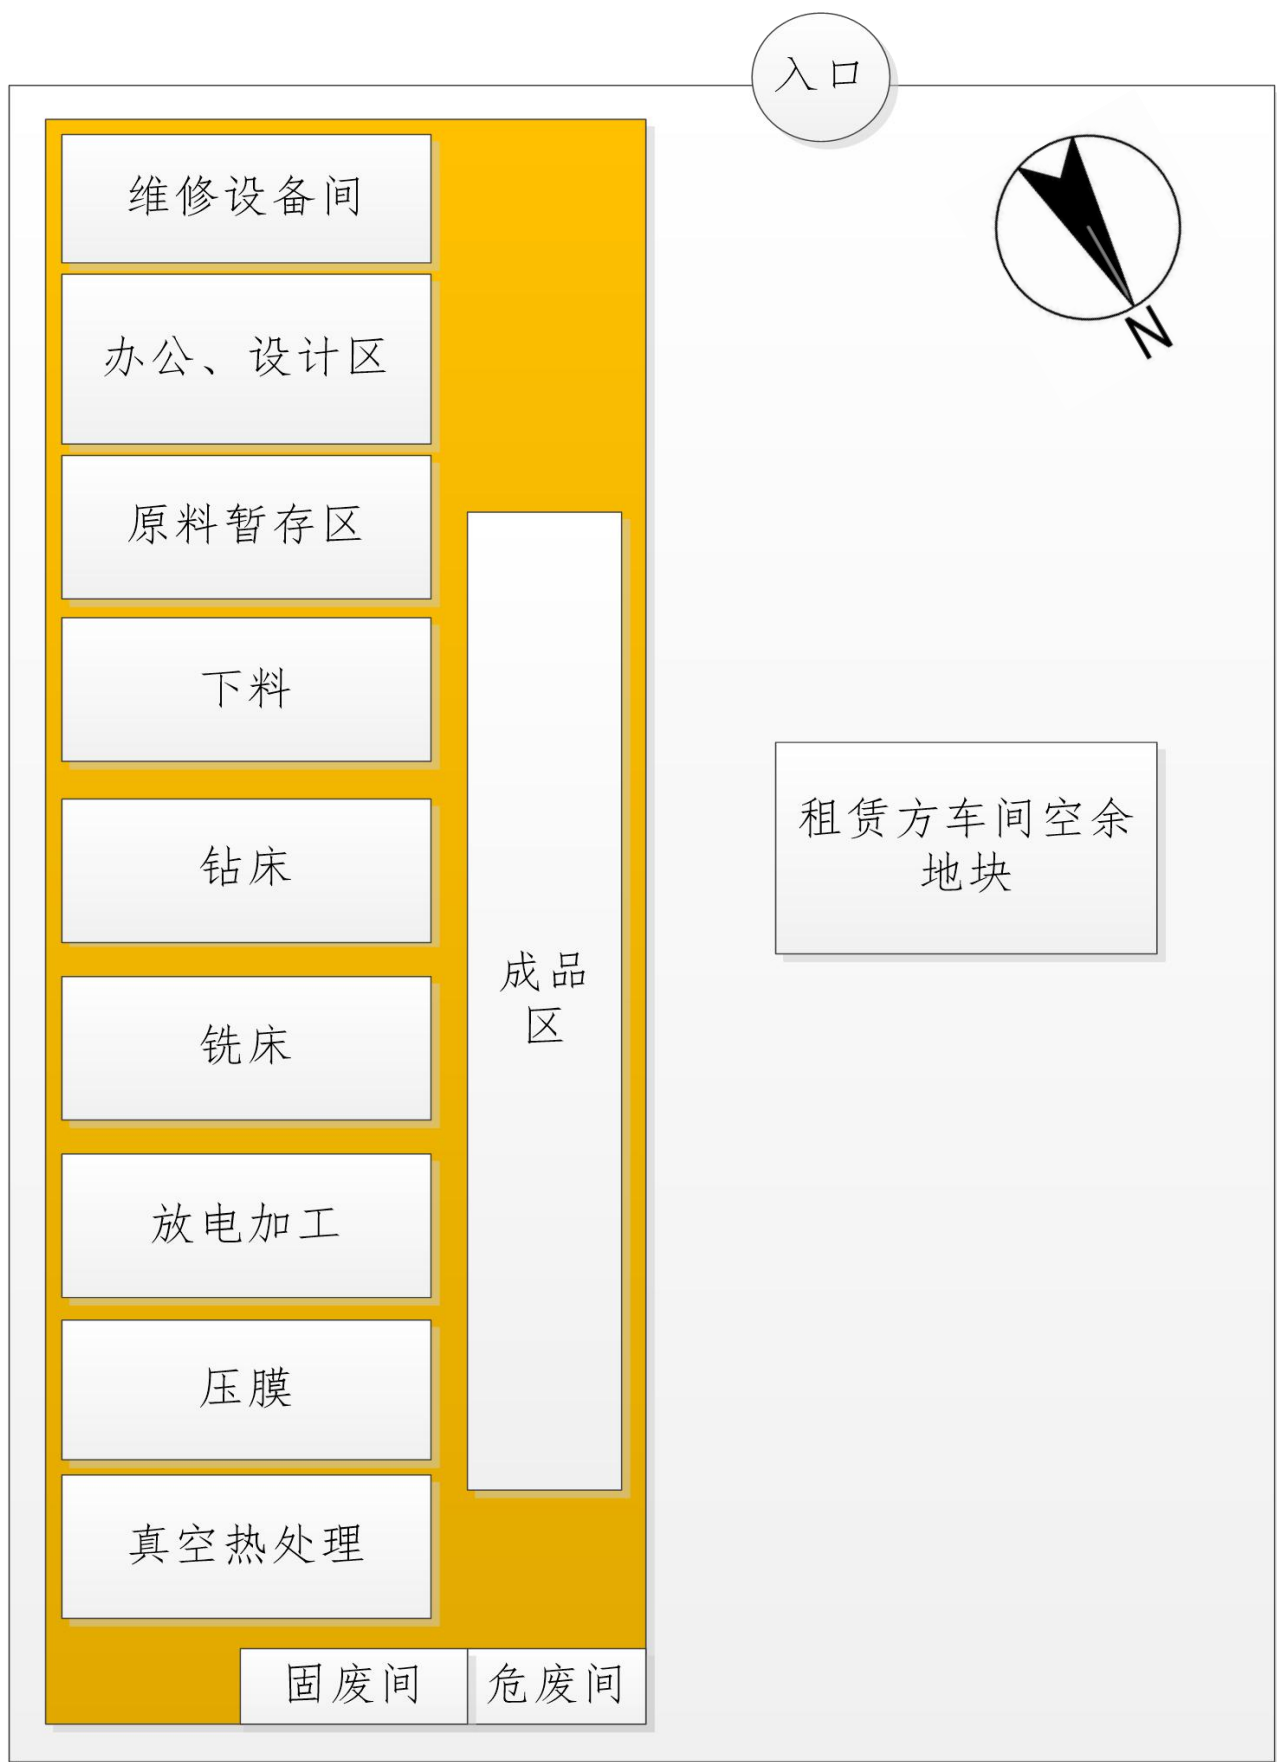 入口
N
维修设备间
办公、设计区
原料暂存区
下料
钻床
铣床
放电加工
压膜
真空热处理
成品
区
租赁方车间空余
地块
固废间
危废间